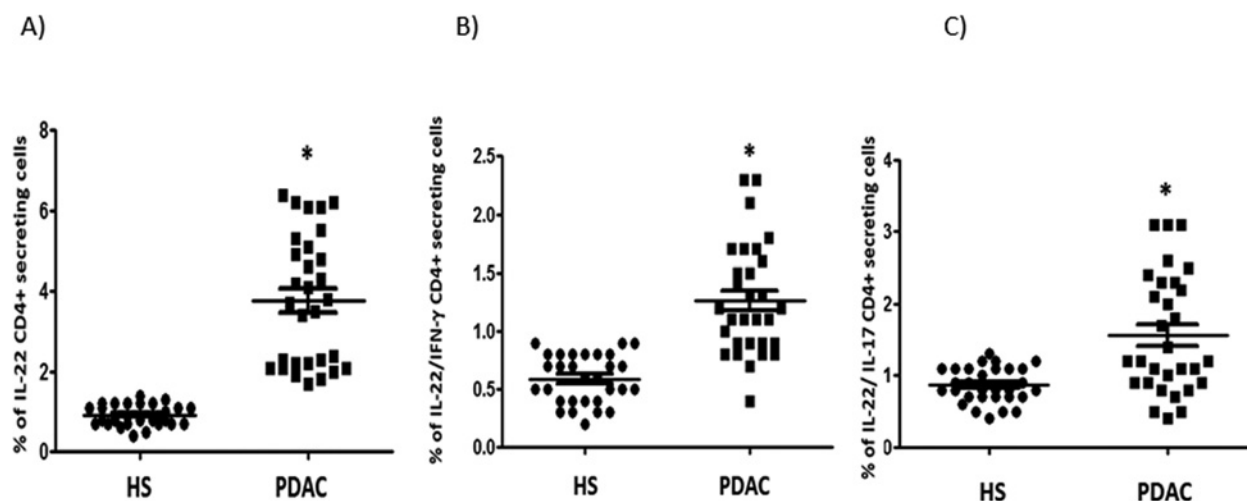 A)
B)
C)
% of IL-22 CD4+ secreting cells
8
6
4
2
0
*
HS
PDAC
% of IL-22/IFN-γ CD4+ secreting cells
2.5
2.0
1.5
1.0
0.5
0.0
*
HS
PDAC
% of IL-22/ IL-17 CD4+ secreting cells
4
3
2
1
0
*
HS
PDAC